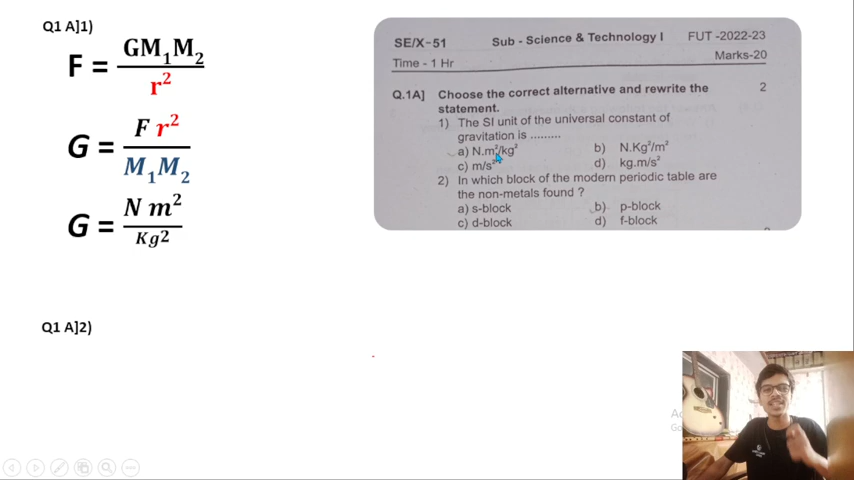 Q1 A]1)
F = GM₁M₂ / r²
G = F r² / M₁M₂
G = N m² / Kg2
Q1 A]2)
SE/X-51 Sub - Science & Technology I FUT -2022-23
Time - 1 Hr Marks-20
Q.1A] Choose the correct alternative and rewrite the 2
statement.
1) The SI unit of the universal constant of
gravitation is .........
a) N.m²/kg² b) N.Kg²/m²
c) m/s² d) kg.m/s²
2) In which block of the modern periodic table are
the non-metals found ?
a) s-block b) p-block
c) d-block d) f-block